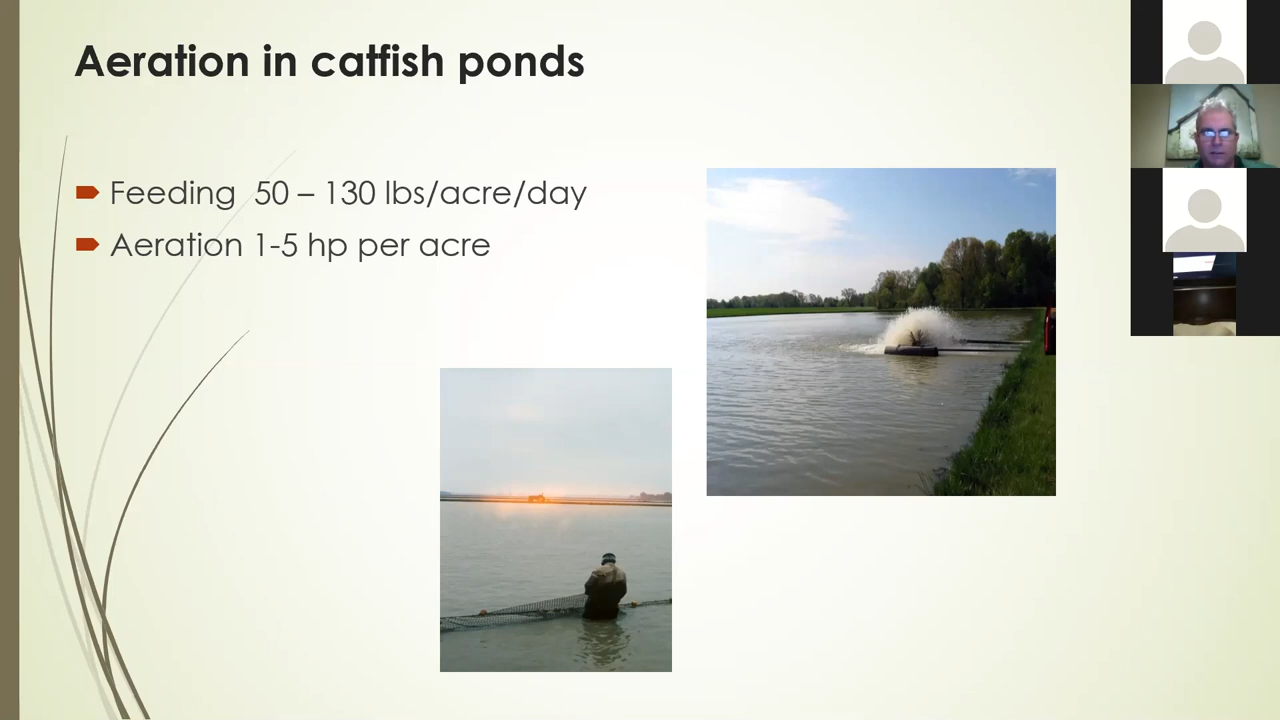 Aeration in catfish ponds
Feeding 50 – 130 lbs/acre/day
Aeration 1-5 hp per acre